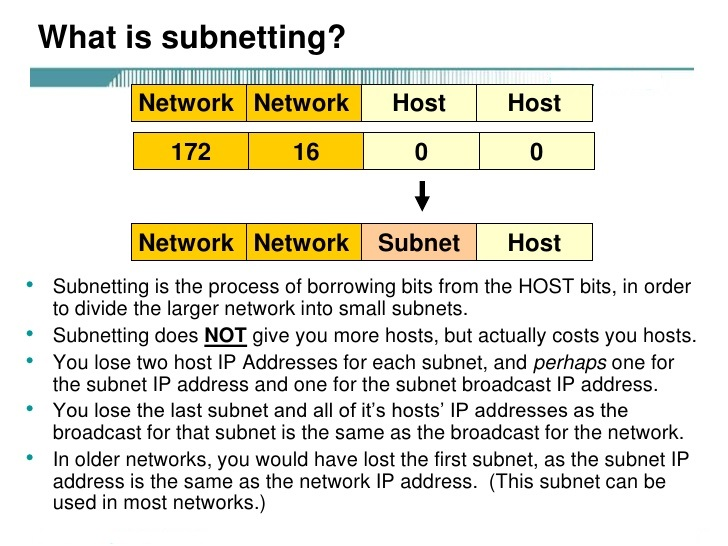 What is subnetting?
Network Network Host Host
172 16 0 0
Network Network Subnet Host
• Subnetting is the process of borrowing bits from the HOST bits, in order
to divide the larger network into small subnets.
• Subnetting does NOT give you more hosts, but actually costs you hosts.
• You lose two host IP Addresses for each subnet, and perhaps one for
the subnet IP address and one for the subnet broadcast IP address.
• You lose the last subnet and all of it’s hosts’ IP addresses as the
broadcast for that subnet is the same as the broadcast for the network.
• In older networks, you would have lost the first subnet, as the subnet IP
address is the same as the network IP address. (This subnet can be
used in most networks.)